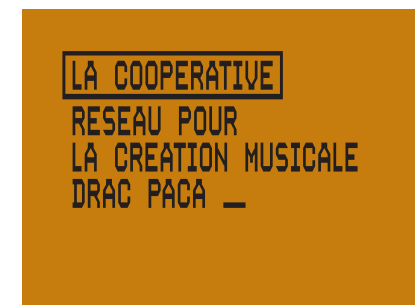 LA COOPERATIVE
RESEAU POUR
LA CREATION MUSICALE
DRAC PACA _